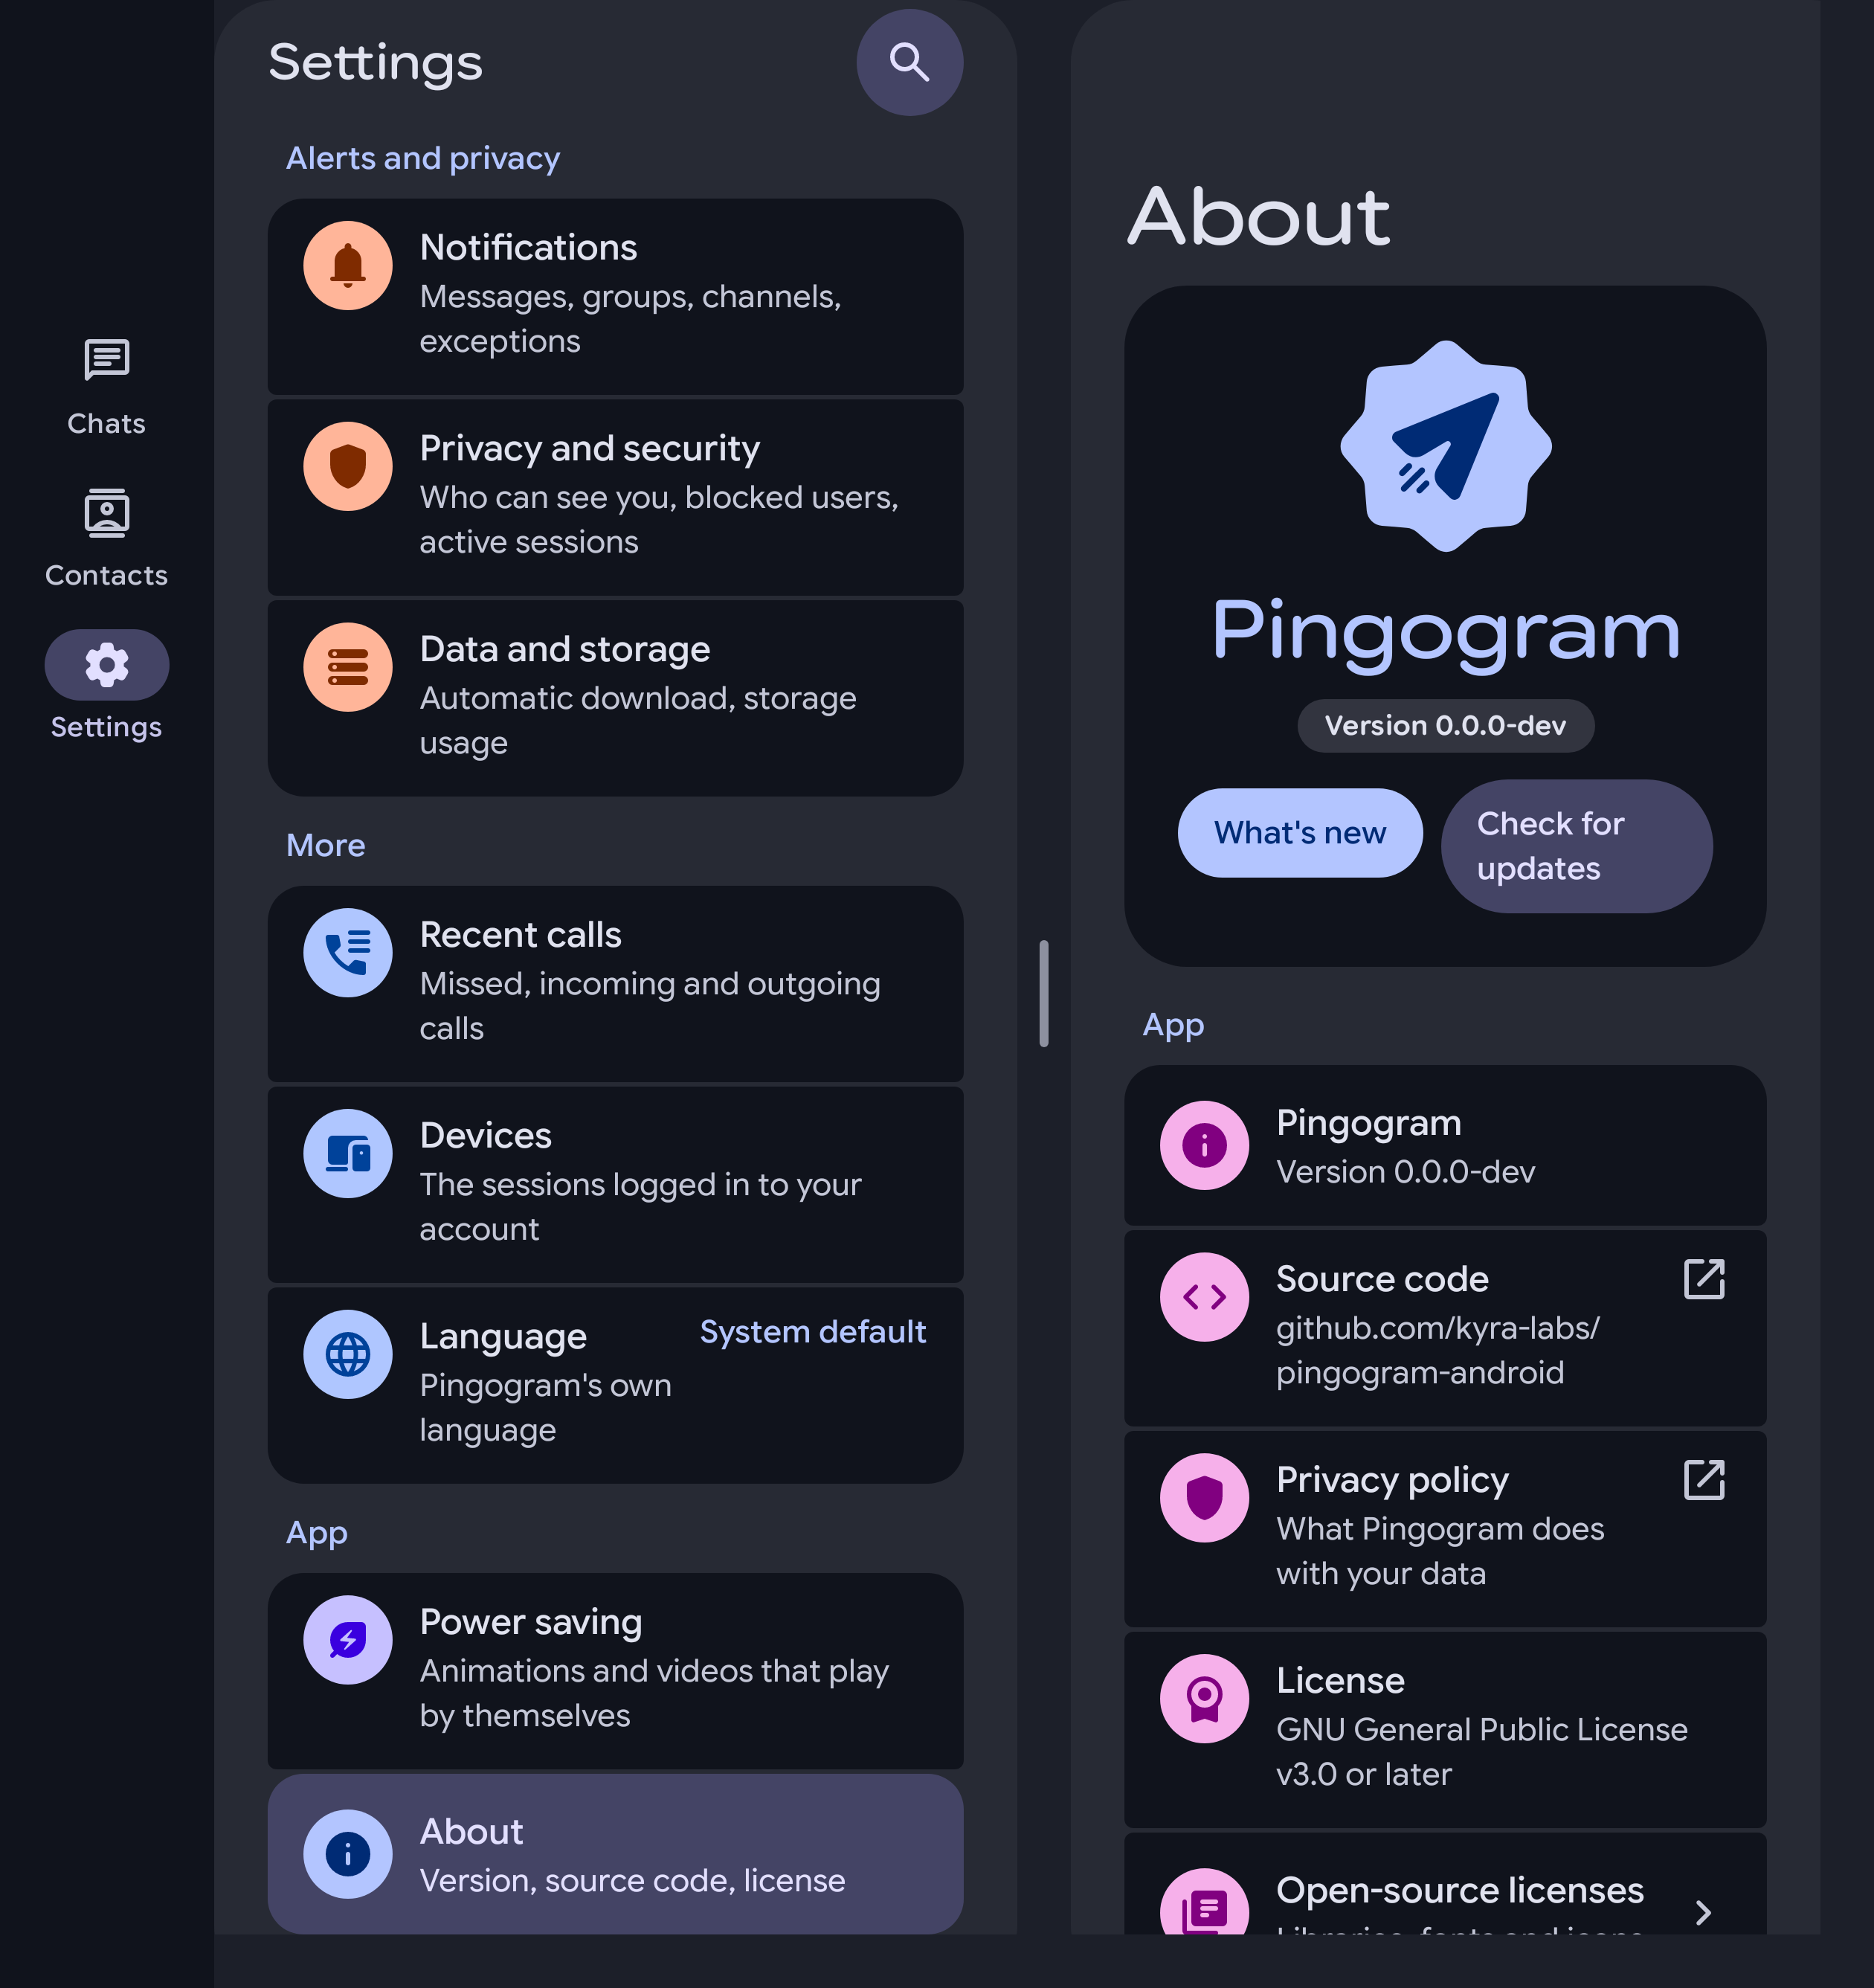 Chats
Contacts
Settings
Settings
Alerts and privacy
Notifications
Messages, groups, channels,
exceptions
Privacy and security
Who can see you, blocked users,
active sessions
Data and storage
Automatic download, storage
usage
More
Recent calls
Missed, incoming and outgoing
calls
Devices
The sessions logged in to your
account
Language
System default
Pingogram's own
language
App
Power saving
Animations and videos that play
by themselves
About
Version, source code, license
About
Pingogram
Version 0.0.0-dev
What's new
Check for
updates
App
Pingogram
Version 0.0.0-dev
Source code
github.com/kyra-labs/
pingogram-android
Privacy policy
What Pingogram does
with your data
License
GNU General Public License
v3.0 or later
Open-source licenses